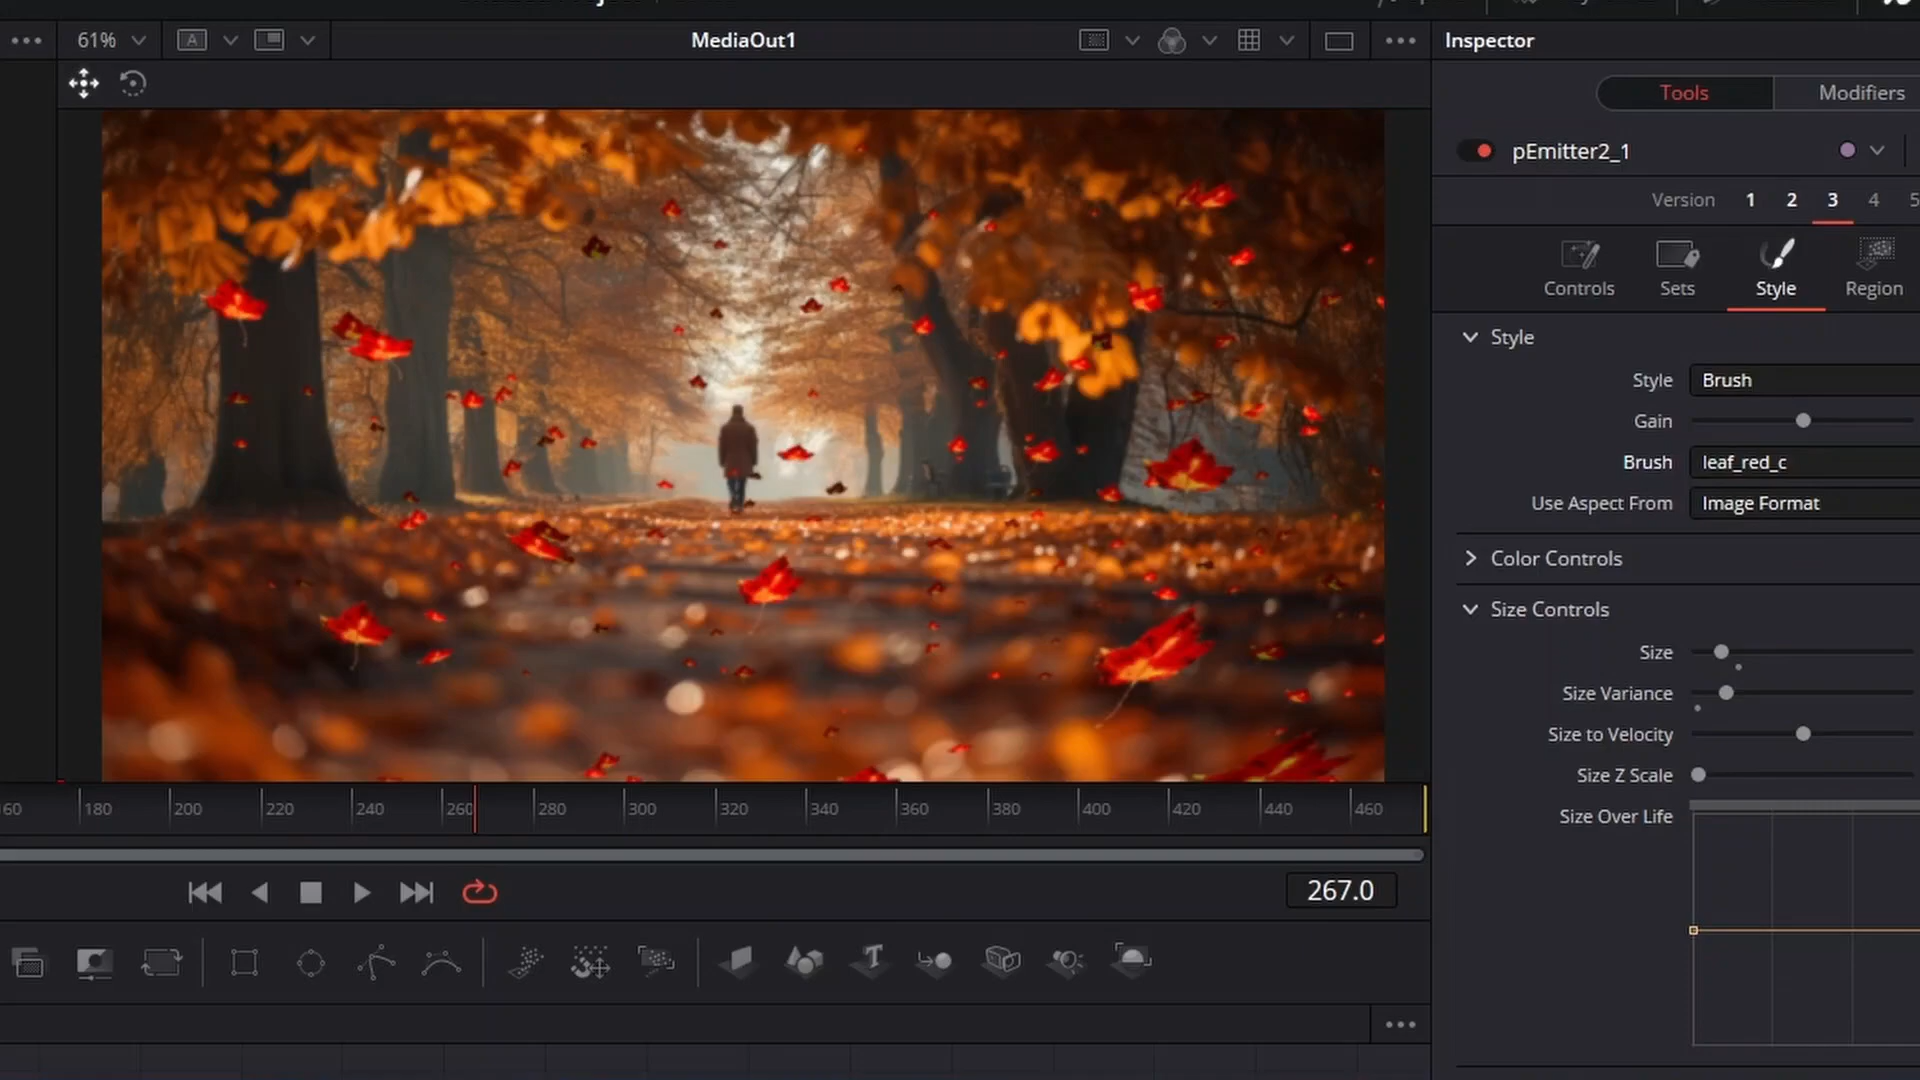 61%
A
MediaOut1
Inspector
Tools
Modifiers
pEmitter2_1
Version 1 2 3 4 5
Controls
Sets
Style
Region
Style
Style
Brush
Gain
Brush
leaf_red_c
Use Aspect From
Image Format
Color Controls
Size Controls
Size
Size Variance
Size to Velocity
Size Z Scale
Size Over Life
60 180 200 220 240 260 280 300 320 340 360 380 400 420 440 460
267.0
T